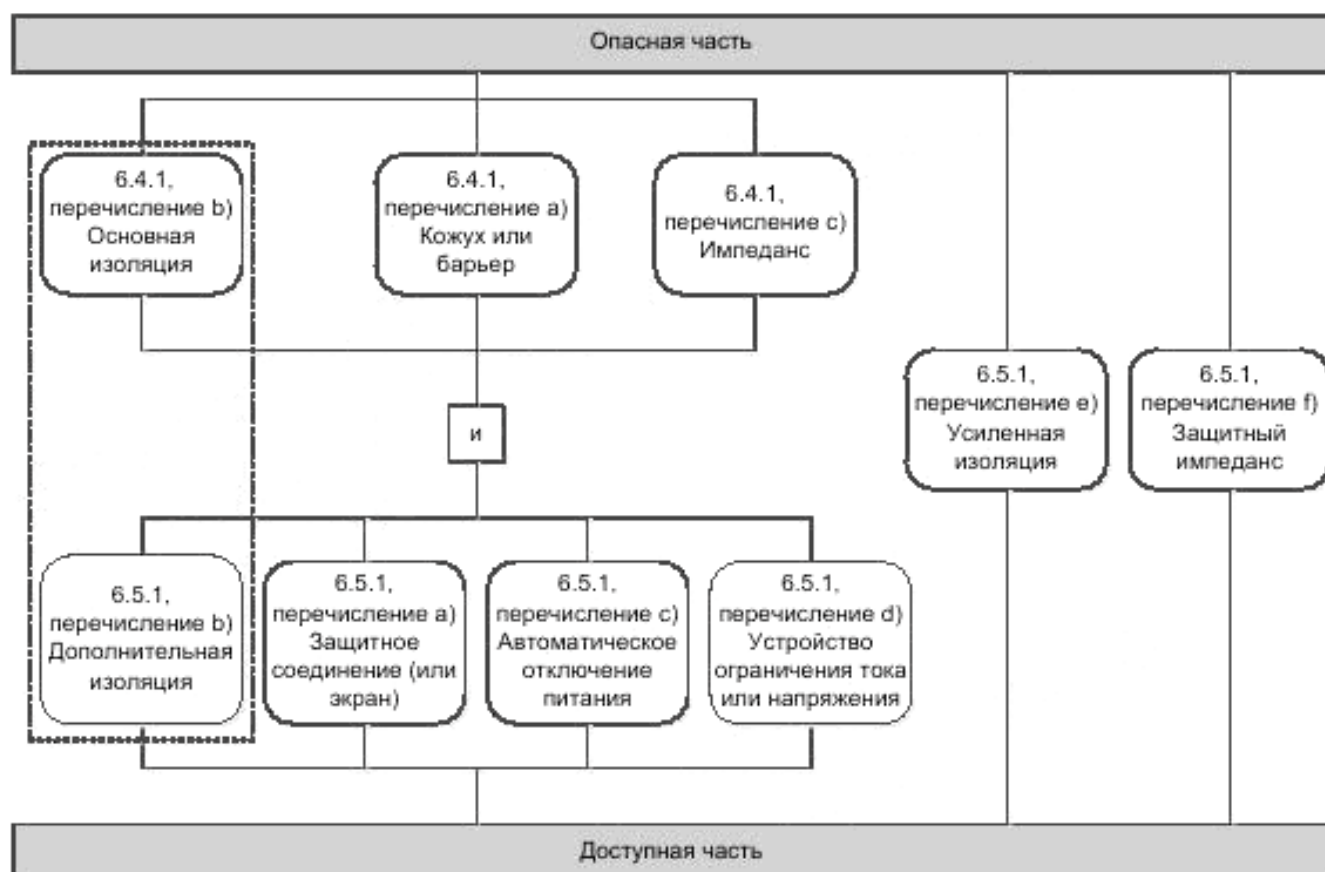 Опасная часть
6.4.1,
перечисление b)
Основная
изоляция
6.4.1,
перечисление a)
Кожух или
барьер
6.4.1,
перечисление c)
Импеданс
6.5.1,
перечисление e)
Усиленная
изоляция
6.5.1,
перечисление f)
Защитный
импеданс
и
6.5.1,
перечисление b)
Дополнительная
изоляция
6.5.1,
перечисление a)
Защитное
соединение (или
экран)
6.5.1,
перечисление c)
Автоматическое
отключение
питания
6.5.1,
перечисление d)
Устройство
ограничения тока
или напряжения
Доступная часть